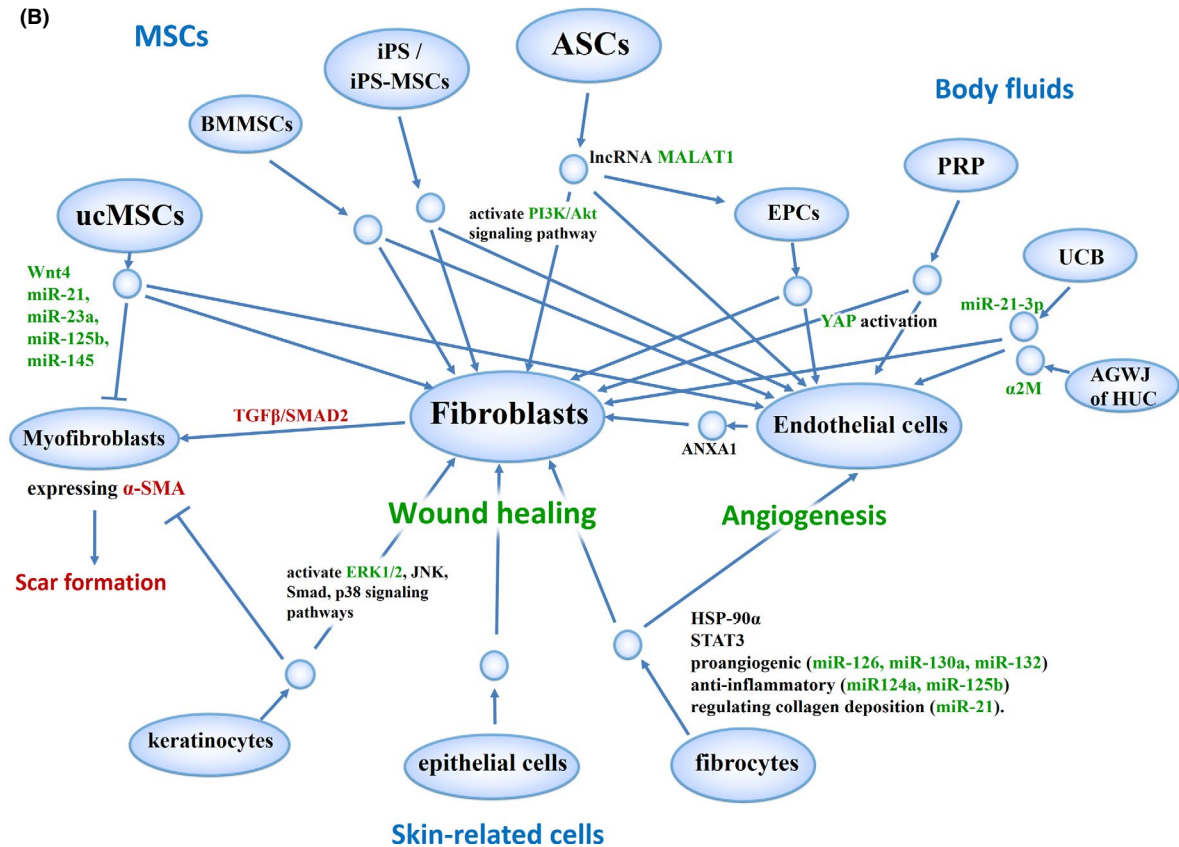 (B)
MSCs
iPS /
iPS-MSCs
ASCs
Body fluids
BMMSCs
lncRNA MALAT1
PRP
ucMSCs
activate PI3K/Akt
signaling pathway
EPCs
UCB
Wnt4
miR-21,
miR-23a,
miR-125b,
miR-145
miR-21-3p
YAP activation
α2M
AGWJ
of HUC
TGFβ/SMAD2
Fibroblasts
Endothelial cells
Myofibroblasts
ANXA1
expressing α-SMA
Wound healing
Angiogenesis
Scar formation
activate ERK1/2, JNK,
Smad, p38 signaling
pathways
HSP-90α
STAT3
proangiogenic (miR-126, miR-130a, miR-132)
anti-inflammatory (miR124a, miR-125b)
regulating collagen deposition (miR-21).
keratinocytes
epithelial cells
fibrocytes
Skin-related cells